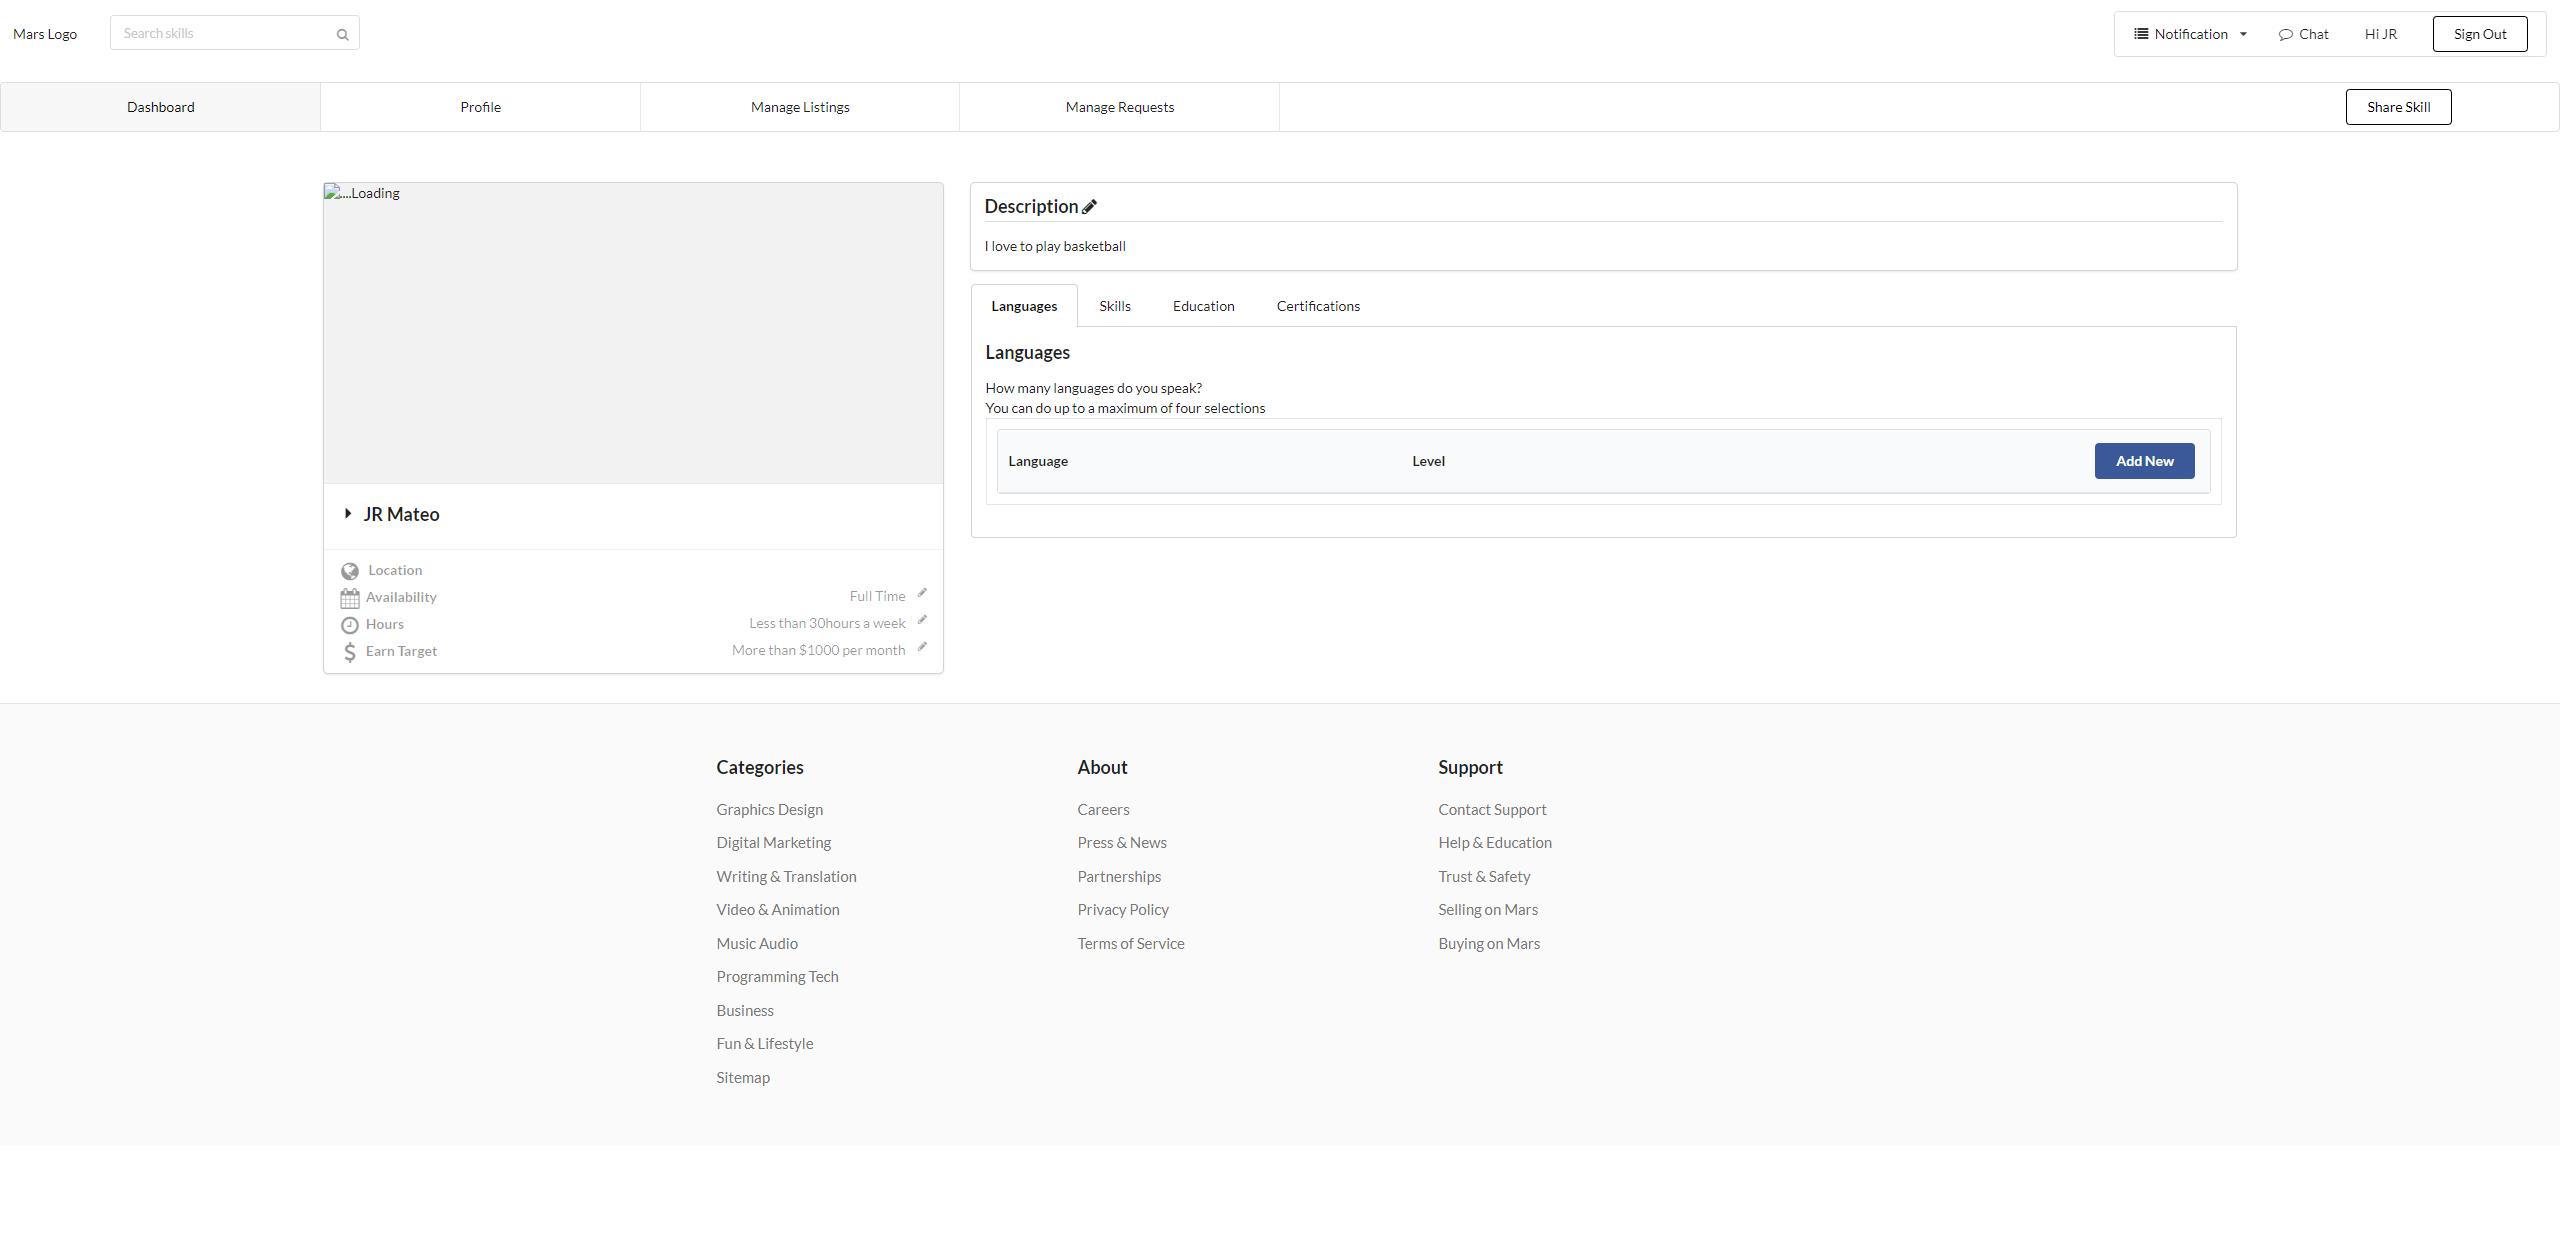 Mars Logo
Search skills
Notification
Chat
Hi JR
Sign Out
Dashboard
Profile
Manage Listings
Manage Requests
Share Skill
...Loading
JR Mateo
Location
Availability
Full Time
Hours
Less than 30hours a week
Earn Target
More than $1000 per month
Description
I love to play basketball
Languages
Skills
Education
Certifications
Languages
How many languages do you speak?
You can do up to a maximum of four selections
Language
Level
Add New
Categories
Graphics Design
Digital Marketing
Writing & Translation
Video & Animation
Music Audio
Programming Tech
Business
Fun & Lifestyle
Sitemap
About
Careers
Press & News
Partnerships
Privacy Policy
Terms of Service
Support
Contact Support
Help & Education
Trust & Safety
Selling on Mars
Buying on Mars